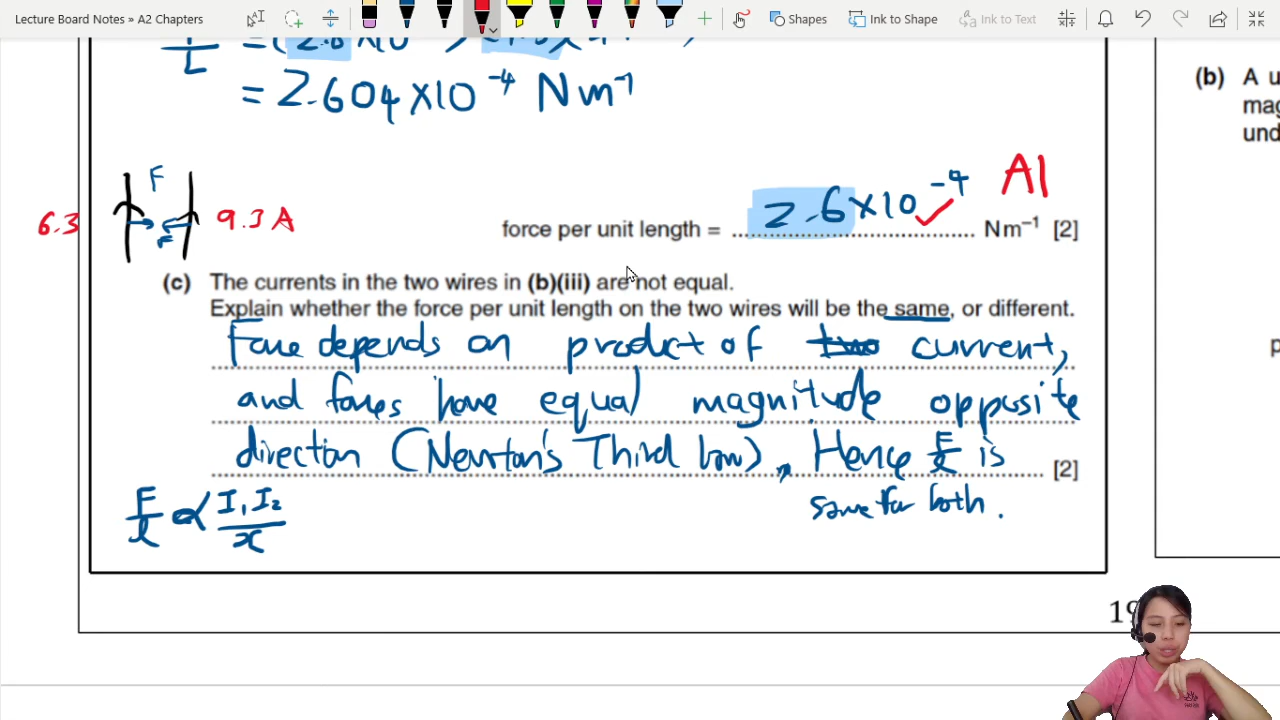 Lecture Board Notes » A2 Chapters
Shapes
Ink to Shape
Ink to Text
L
= 2.604 × 10⁻⁴ Nm⁻¹
F
6.3
9.3 A
F
force per unit length = 2.6 × 10⁻⁴ Nm⁻¹ [2]
A1
(c) The currents in the two wires in (b)(iii) are not equal.
Explain whether the force per unit length on the two wires will be the same, or different.
Force depends on product of two current,
and forces have equal magnitude opposite
direction (Newton's Third law), Hence F/L is
[2]
same for both.
F/L ∝ I₁I₂/x
19
(b) A u
mag
und
p